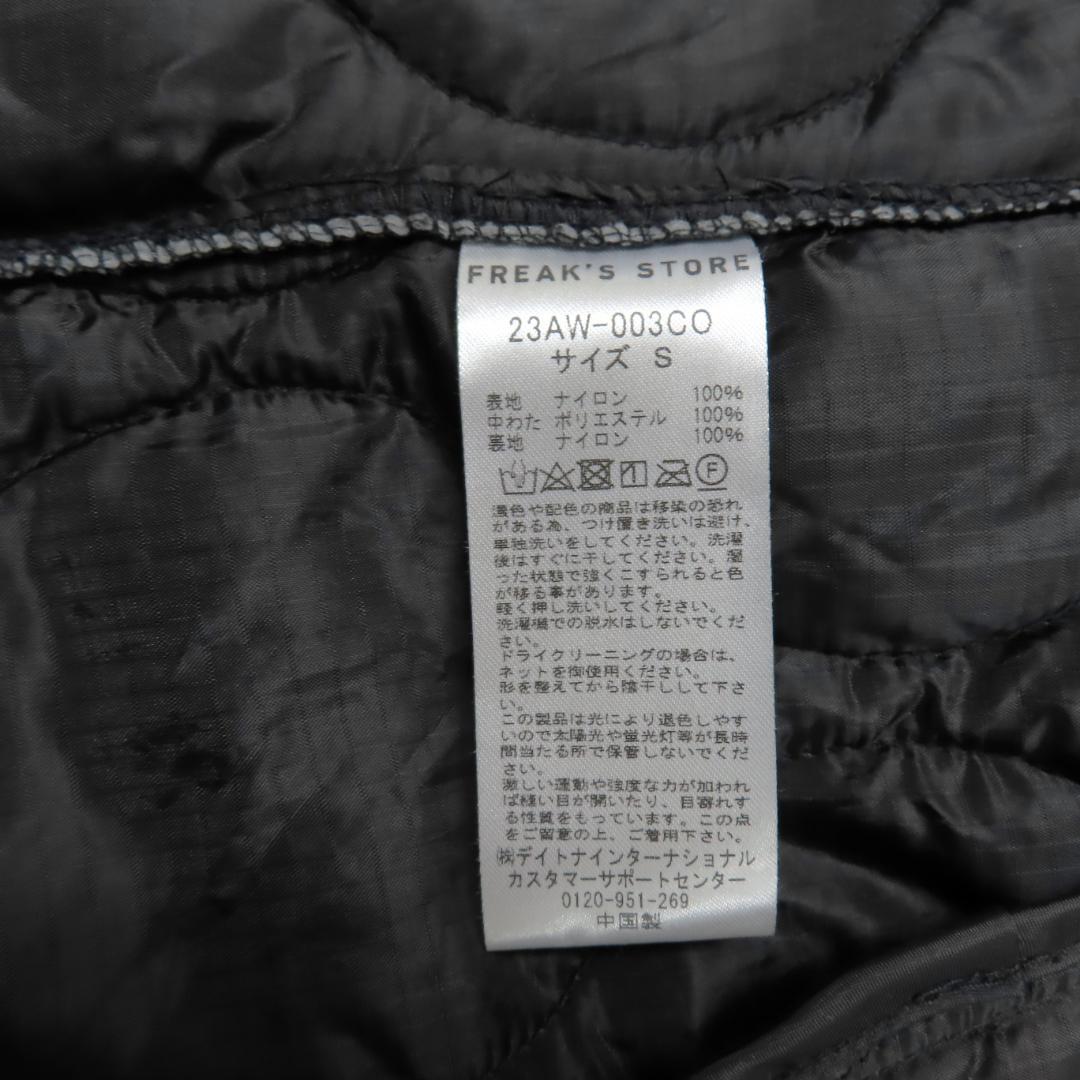 FREAK'S STORE
23AW-003CO
サイズ S
表地 ナイロン 100%
中わた ポリエステル 100%
裏地 ナイロン 100%
F
濃色や配色の商品は移染の恐れ
がある為、つけ置き洗いは避け、
単独洗いをしてください。洗濯
後はすぐに干してください。湿
った状態で強くこすられると色
が移る事があります。
軽く押し洗いしてください。
洗濯機での脱水はしないでくだ
さい。
ドライクリーニングの場合は、
ネットを御使用ください。
形を整えてから陰干しして下さ
い。
この製品は光により退色しやす
いので太陽光や蛍光灯等が長時
間当たる所で保管しないでくだ
さい。
激しい運動や強度な力が加われ
ば縫い目が開いたり、目寄れす
る性質をもっています。この点
をご留意の上、ご着用下さい。
㈱デイトナインターナショナル
カスタマーサポートセンター
0120-951-269
中国製